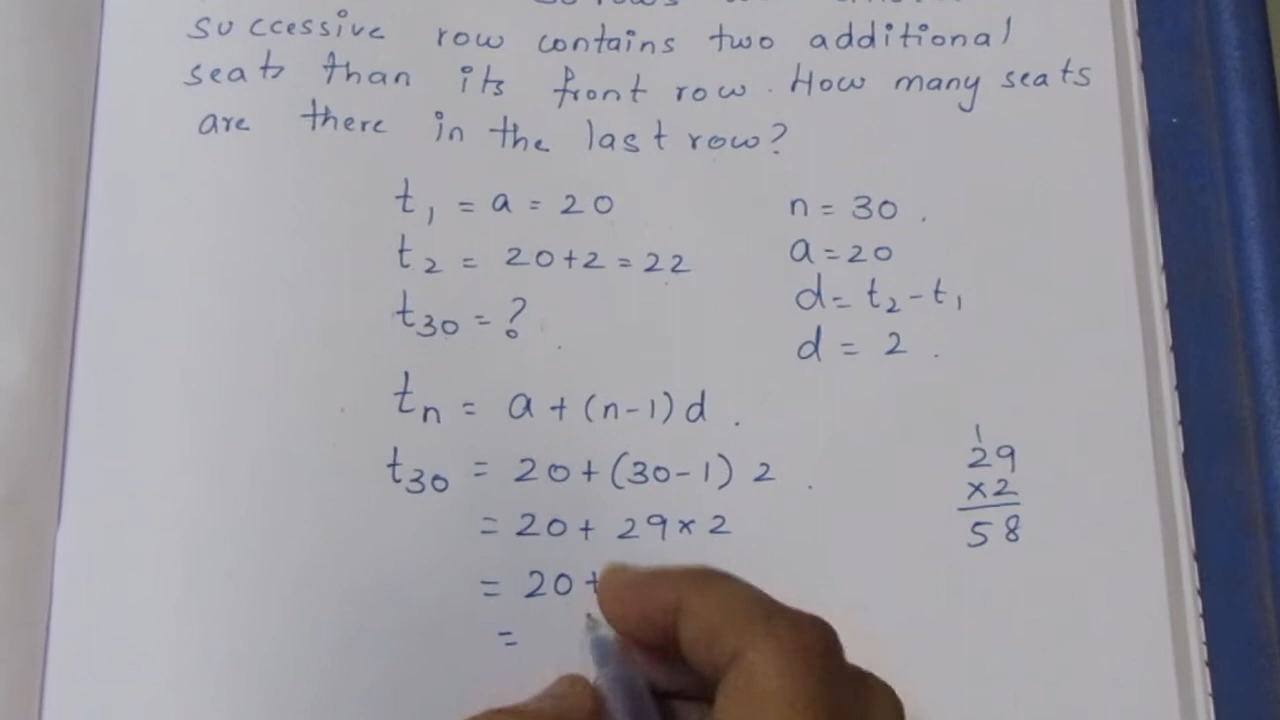 successive row contains two additional
seats than its front row. How many seats
are there in the last row?
t1 = a = 20
t2 = 20+2 = 22
t30 = ?
n = 30.
a = 20
d = t2 - t1
d = 2.
tn = a + (n-1)d.
t30 = 20 + (30-1) 2.
= 20 + 29 × 2
= 20 +
=
1
29
×2
58